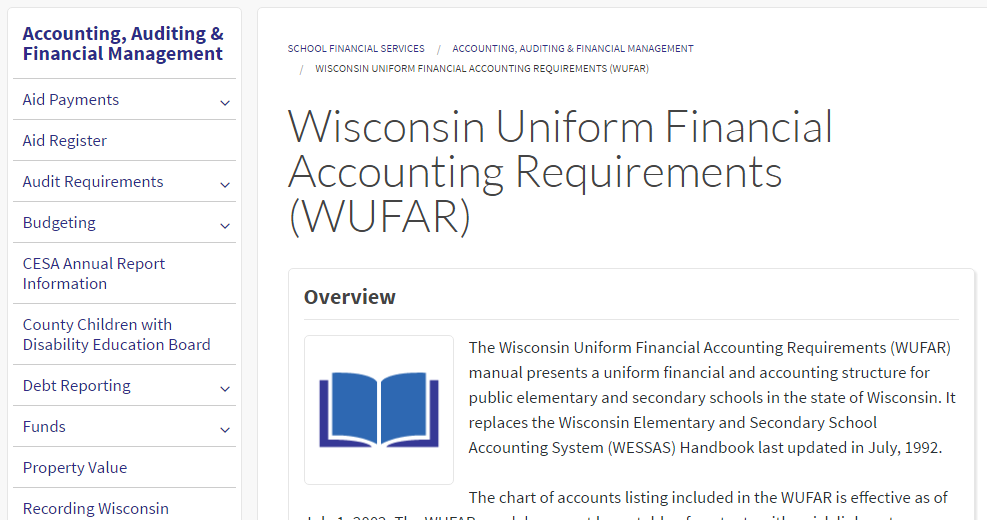 Accounting, Auditing &
Financial Management
Aid Payments
Aid Register
Audit Requirements
Budgeting
CESA Annual Report
Information
County Children with
Disability Education Board
Debt Reporting
Funds
Property Value
Recording Wisconsin
SCHOOL FINANCIAL SERVICES / ACCOUNTING, AUDITING & FINANCIAL MANAGEMENT
/ WISCONSIN UNIFORM FINANCIAL ACCOUNTING REQUIREMENTS (WUFAR)
Wisconsin Uniform Financial
Accounting Requirements
(WUFAR)
Overview
The Wisconsin Uniform Financial Accounting Requirements (WUFAR)
manual presents a uniform financial and accounting structure for
public elementary and secondary schools in the state of Wisconsin. It
replaces the Wisconsin Elementary and Secondary School
Accounting System (WESSAS) Handbook last updated in July, 1992.
The chart of accounts listing included in the WUFAR is effective as of